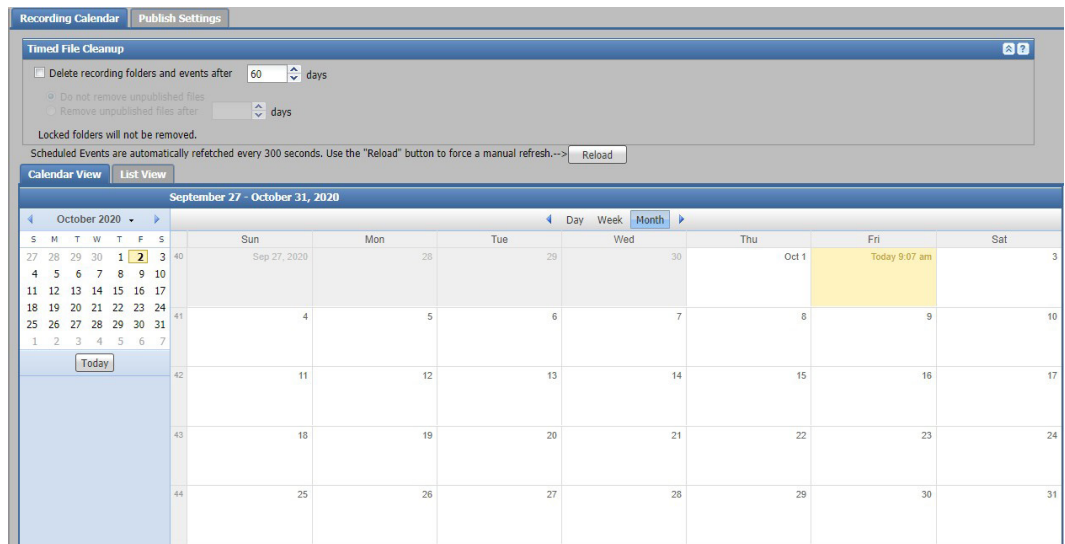 Recording Calendar Publish Settings
Timed File Cleanup ?
Delete recording folders and events after 60 days
Do not remove unpublished files
Remove unpublished files after days
Locked folders will not be removed.
Scheduled Events are automatically refetched every 300 seconds. Use the "Reload" button to force a manual refresh.--> Reload
Calendar View List View
September 27 - October 31, 2020
October 2020 Day Week Month
S M T W T F S Sun Mon Tue Wed Thu Fri Sat
27 28 29 30 1 2 3
4 5 6 7 8 9 10
11 12 13 14 15 16 17
18 19 20 21 22 23 24
25 26 27 28 29 30 31
1 2 3 4 5 6 7
Today
40 Sep 27, 2020 28 29 30 Oct 1 Today 9:07 am 3
41 4 5 6 7 8 9 10
42 11 12 13 14 15 16 17
43 18 19 20 21 22 23 24
44 25 26 27 28 29 30 31